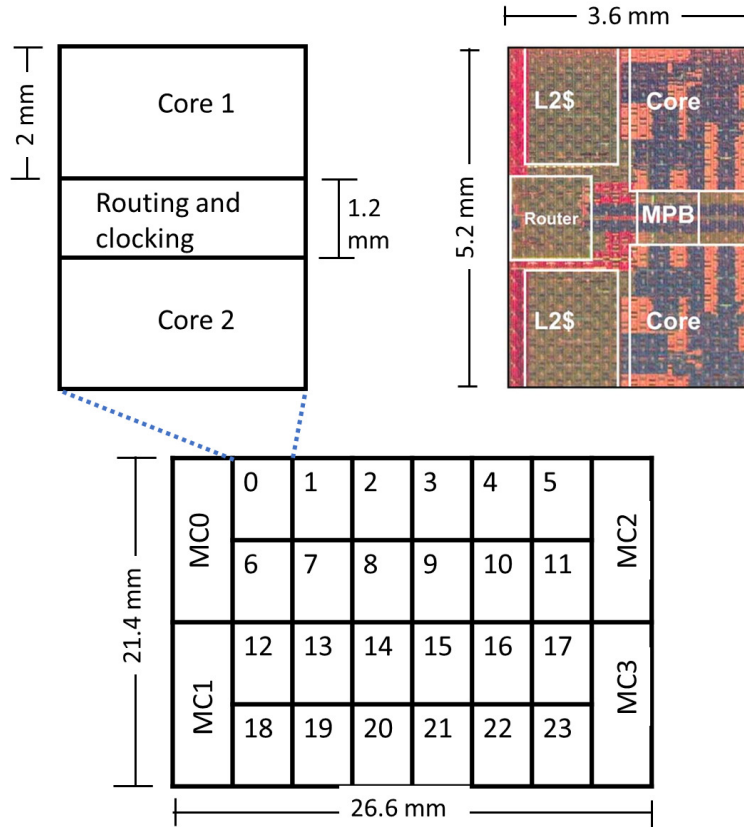 3.6 mm
Core 1
2 mm
Routing and
clocking
1.2
mm
Core 2
L2$
Core
Router
MPB
L2$
Core
5.2 mm
MC0
0
1
2
3
4
5
MC2
6
7
8
9
10
11
21.4 mm
MC1
12
13
14
15
16
17
MC3
18
19
20
21
22
23
26.6 mm